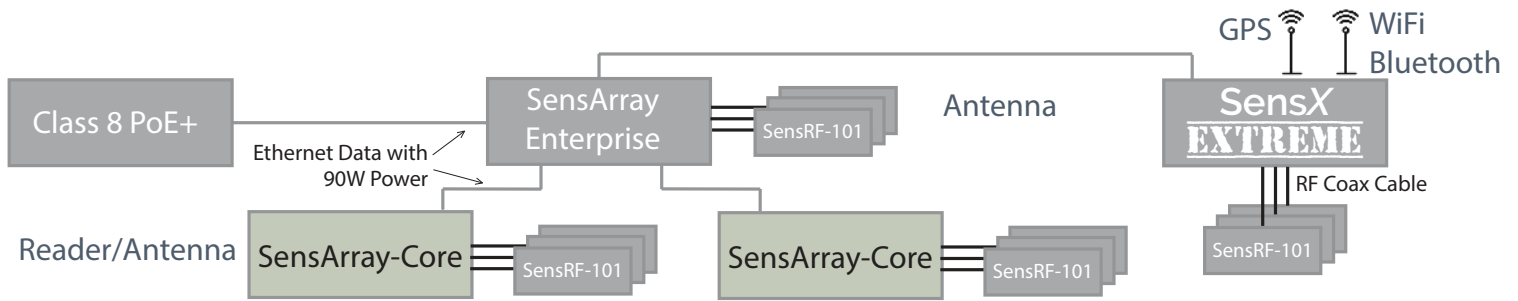 GPS
WiFi
Bluetooth
Class 8 PoE+
SensArray
Enterprise
SensRF-101
Antenna
SensX
EXTREME
Ethernet Data with
90W Power
RF Coax Cable
Reader/Antenna
SensArray-Core
SensRF-101
SensArray-Core
SensRF-101
SensRF-101